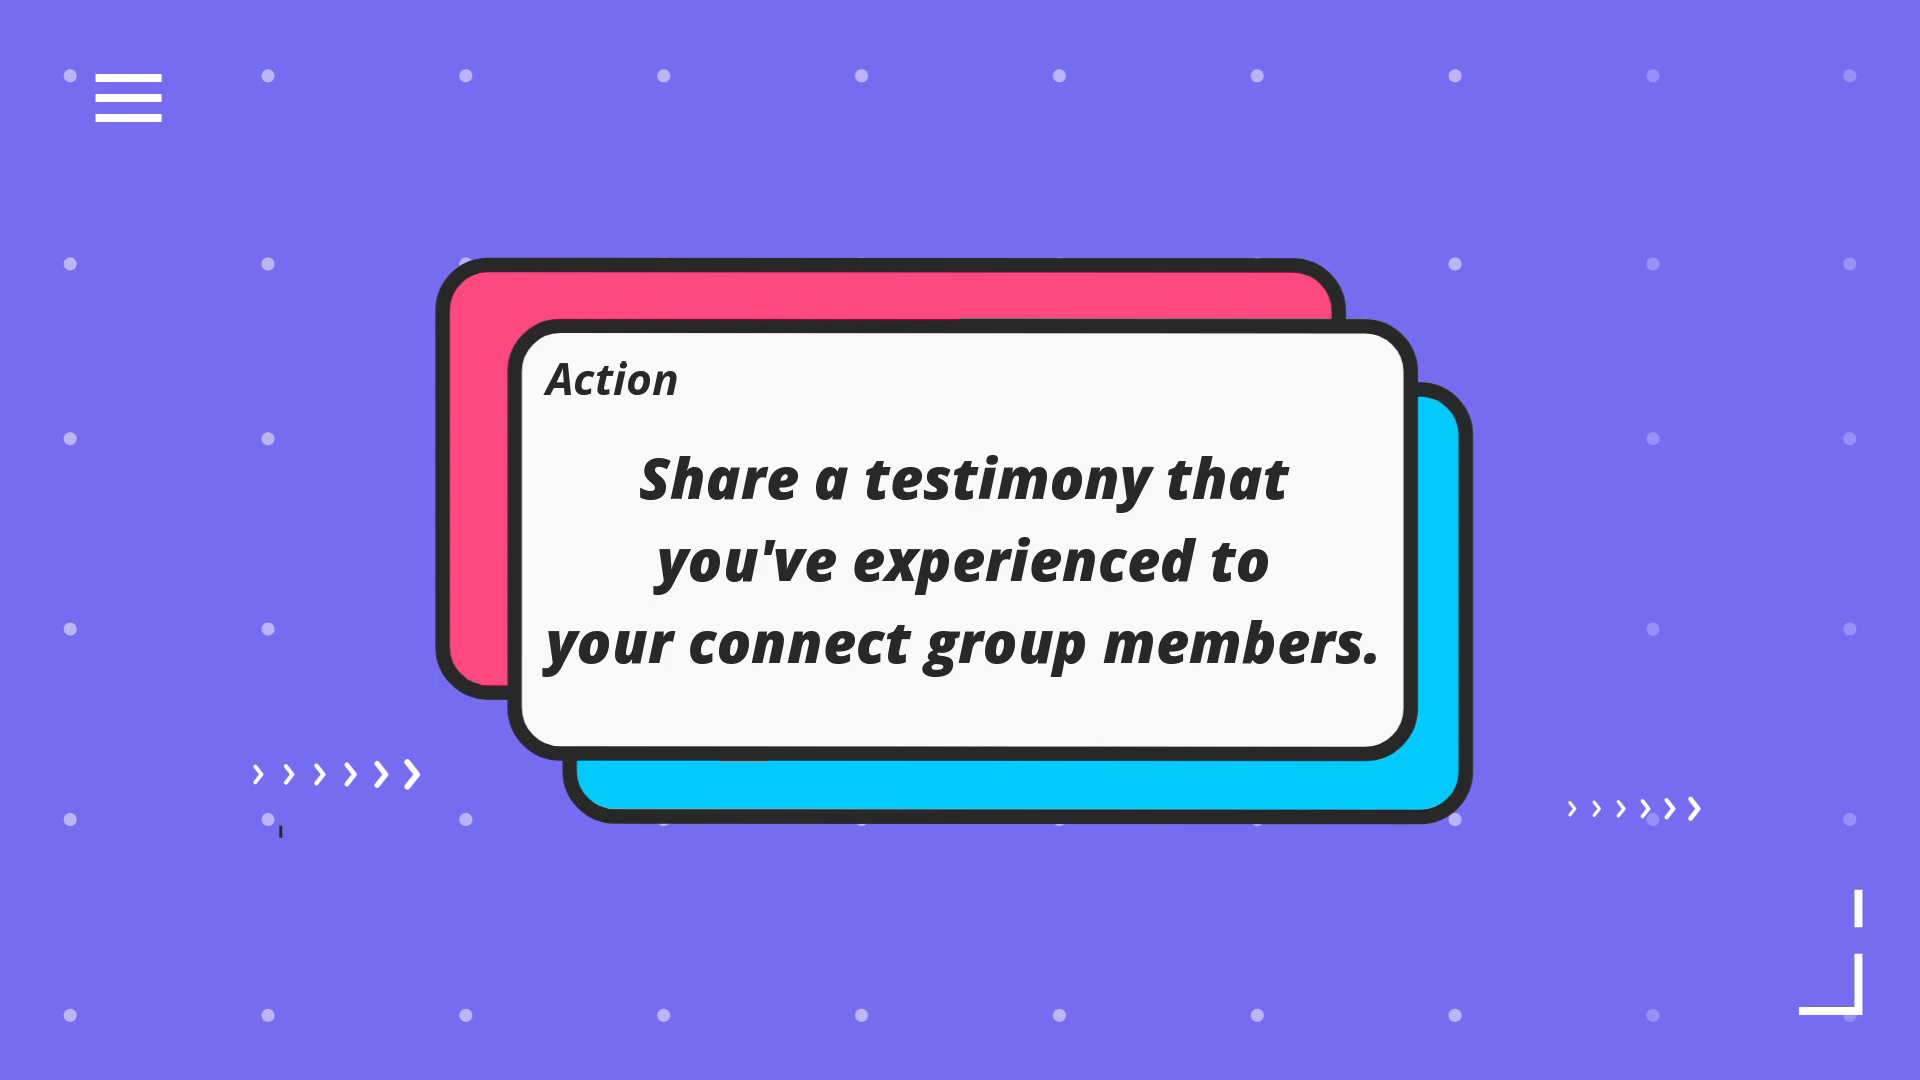 Action
Share a testimony that
you've experienced to
your connect group members.